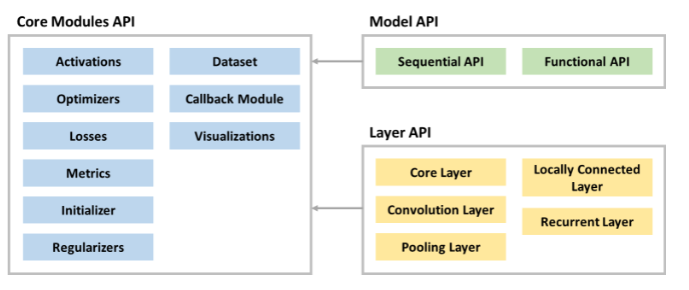 Core Modules API
Activations
Optimizers
Losses
Metrics
Initializer
Regularizers
Dataset
Callback Module
Visualizations
Model API
Sequential API
Functional API
Layer API
Core Layer
Convolution Layer
Pooling Layer
Locally Connected
Layer
Recurrent Layer